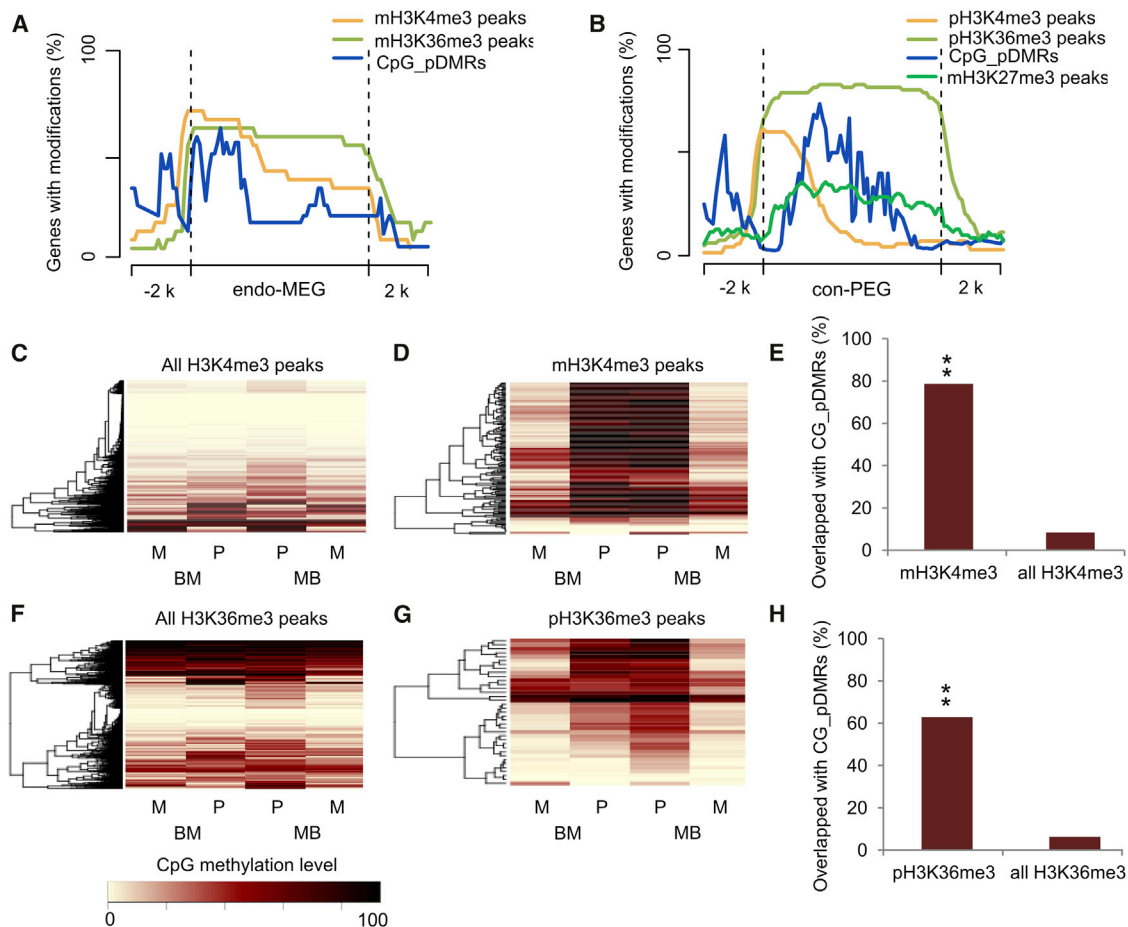 A
mH3K4me3 peaks
mH3K36me3 peaks
CpG_pDMRs
Genes with modifications (%)
100
0
-2 k
endo-MEG
2 k
B
pH3K4me3 peaks
pH3K36me3 peaks
CpG_pDMRs
mH3K27me3 peaks
Genes with modifications (%)
100
0
-2 k
con-PEG
2 k
C
All H3K4me3 peaks
M P P M
BM MB
D
mH3K4me3 peaks
M P P M
BM MB
E
Overlapped with CG_pDMRs (%)
100
80
60
40
20
0
**
mH3K4me3 all H3K4me3
F
All H3K36me3 peaks
M P P M
BM MB
CpG methylation level
0 100
G
pH3K36me3 peaks
M P P M
BM MB
H
Overlapped with CG_pDMRs (%)
100
80
60
40
20
0
**
pH3K36me3 all H3K36me3